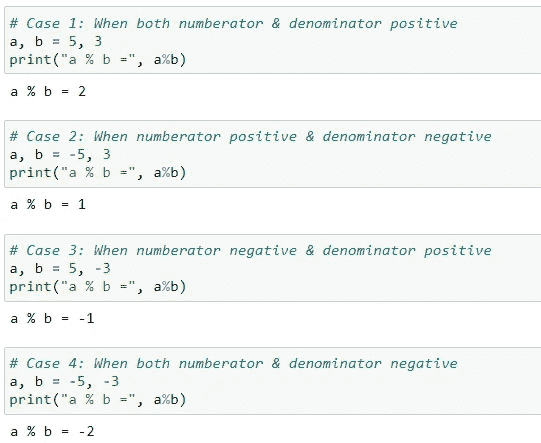 # Case 1: When both numberator & denominator positive
a, b = 5, 3
print("a % b =", a%b)
a % b = 2
# Case 2: When numberator positive & denominator negative
a, b = -5, 3
print("a % b =", a%b)
a % b = 1
# Case 3: When numberator negative & denominator positive
a, b = 5, -3
print("a % b =", a%b)
a % b = -1
# Case 4: When both numberator & denominator negative
a, b = -5, -3
print("a % b =", a%b)
a % b = -2